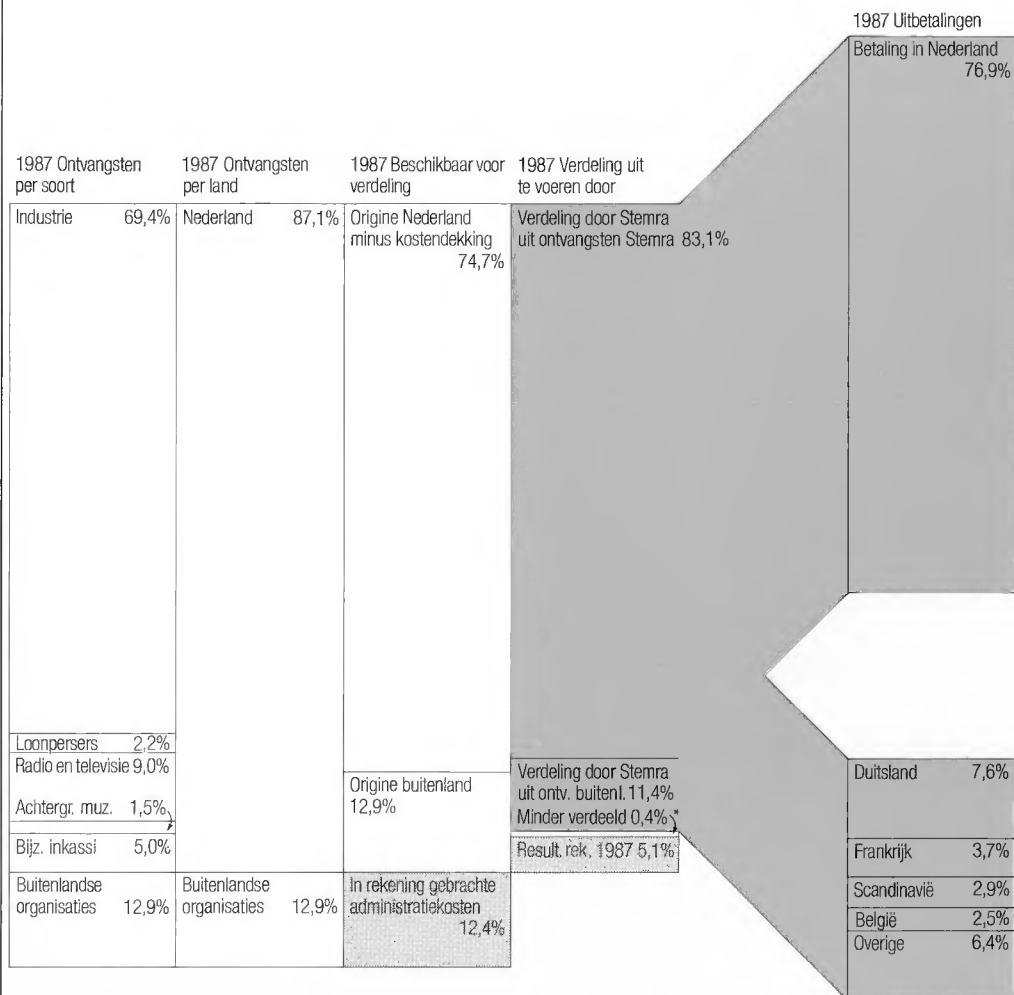 1987 Uitbetalingen
Betaling in Nederland
76,9%
1987 Ontvangsten
per soort
1987 Ontvangsten
per land
1987 Beschikbaar voor
verdeling
1987 Verdeling uit
te voeren door
Industrie 69,4%
Nederland 87,1%
Origine Nederland
minus kostendekking
74,7%
Verdeling door Stemra
uit ontvangsten Stemra 83,1%
Loonpersers 2,2%
Radio en televisie 9,0%
Achtergr. muz. 1,5%
Bijz. inkassi 5,0%
Buitenlandse
organisaties 12,9%
Buitenlandse
organisaties 12,9%
Origine buitenland
12,9%
In rekening gebrachte
administratiekosten
12,4%
Verdeling door Stemra
uit ontv. buitenl. 11,4%
Minder verdeeld 0,4% *
Result. rek. 1987 5,1%
Duitsland 7,6%
Frankrijk 3,7%
Scandinavië 2,9%
België 2,5%
Overige 6,4%